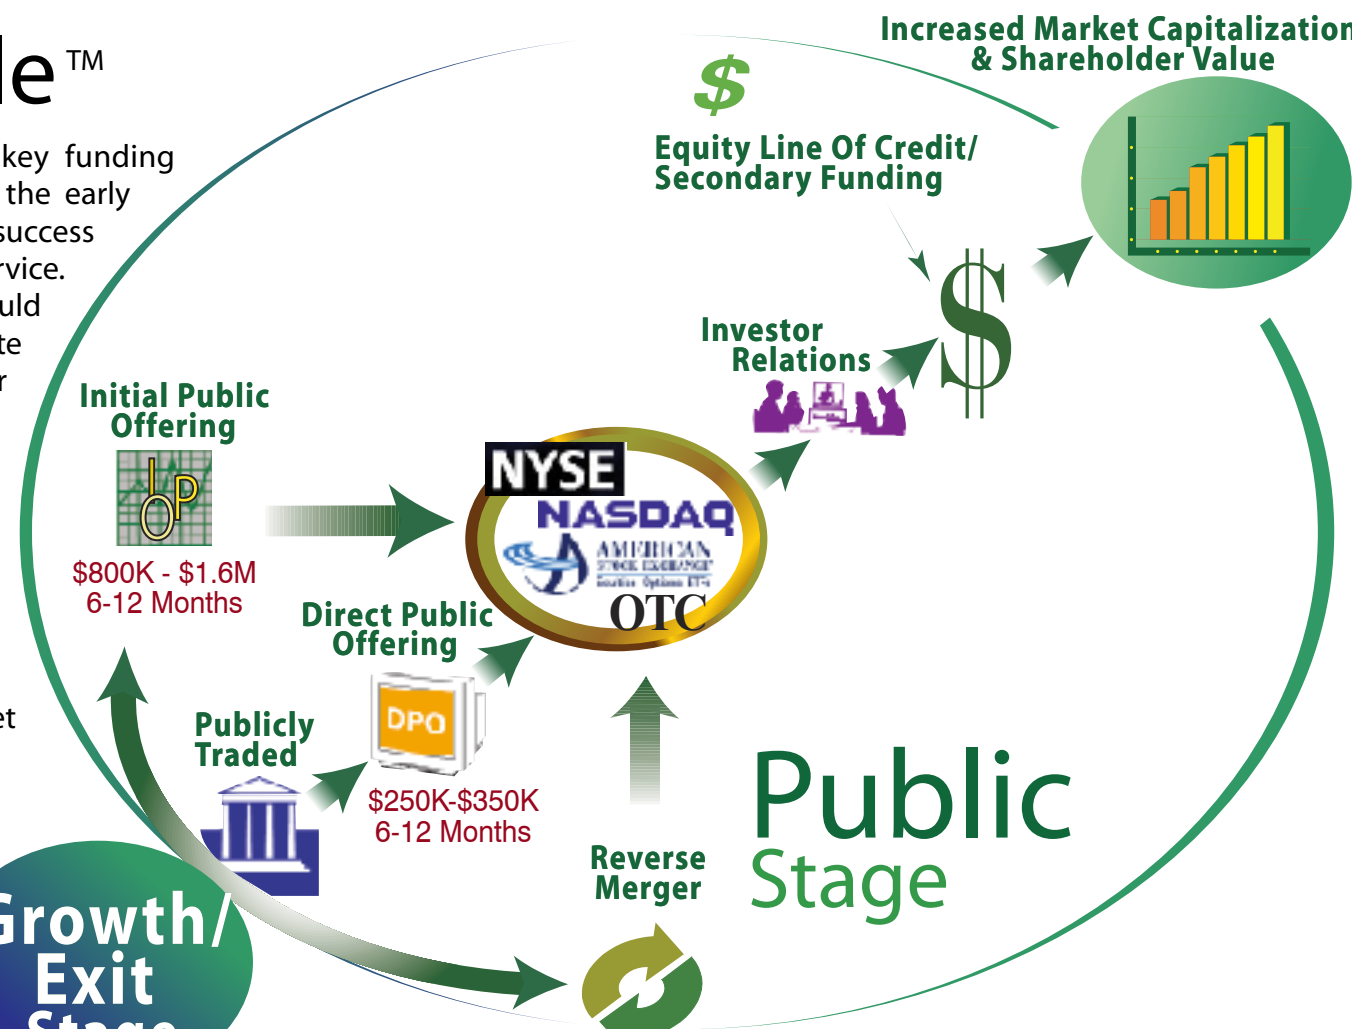 le™
key funding
the early
success
rvice.
uld
te
r
et
Increased Market Capitalization
& Shareholder Value
$
Equity Line Of Credit/
Secondary Funding
$
Investor
Relations
Initial Public
Offering
IPO
$800K - $1.6M
6-12 Months
NYSE
NASDAQ
AMERICAN
STOCK EXCHANGE
OTC
Direct Public
Offering
DPO
$250K-$350K
6-12 Months
Publicly
Traded
Reverse
Merger
Public
Stage
Growth/
Exit
Stage